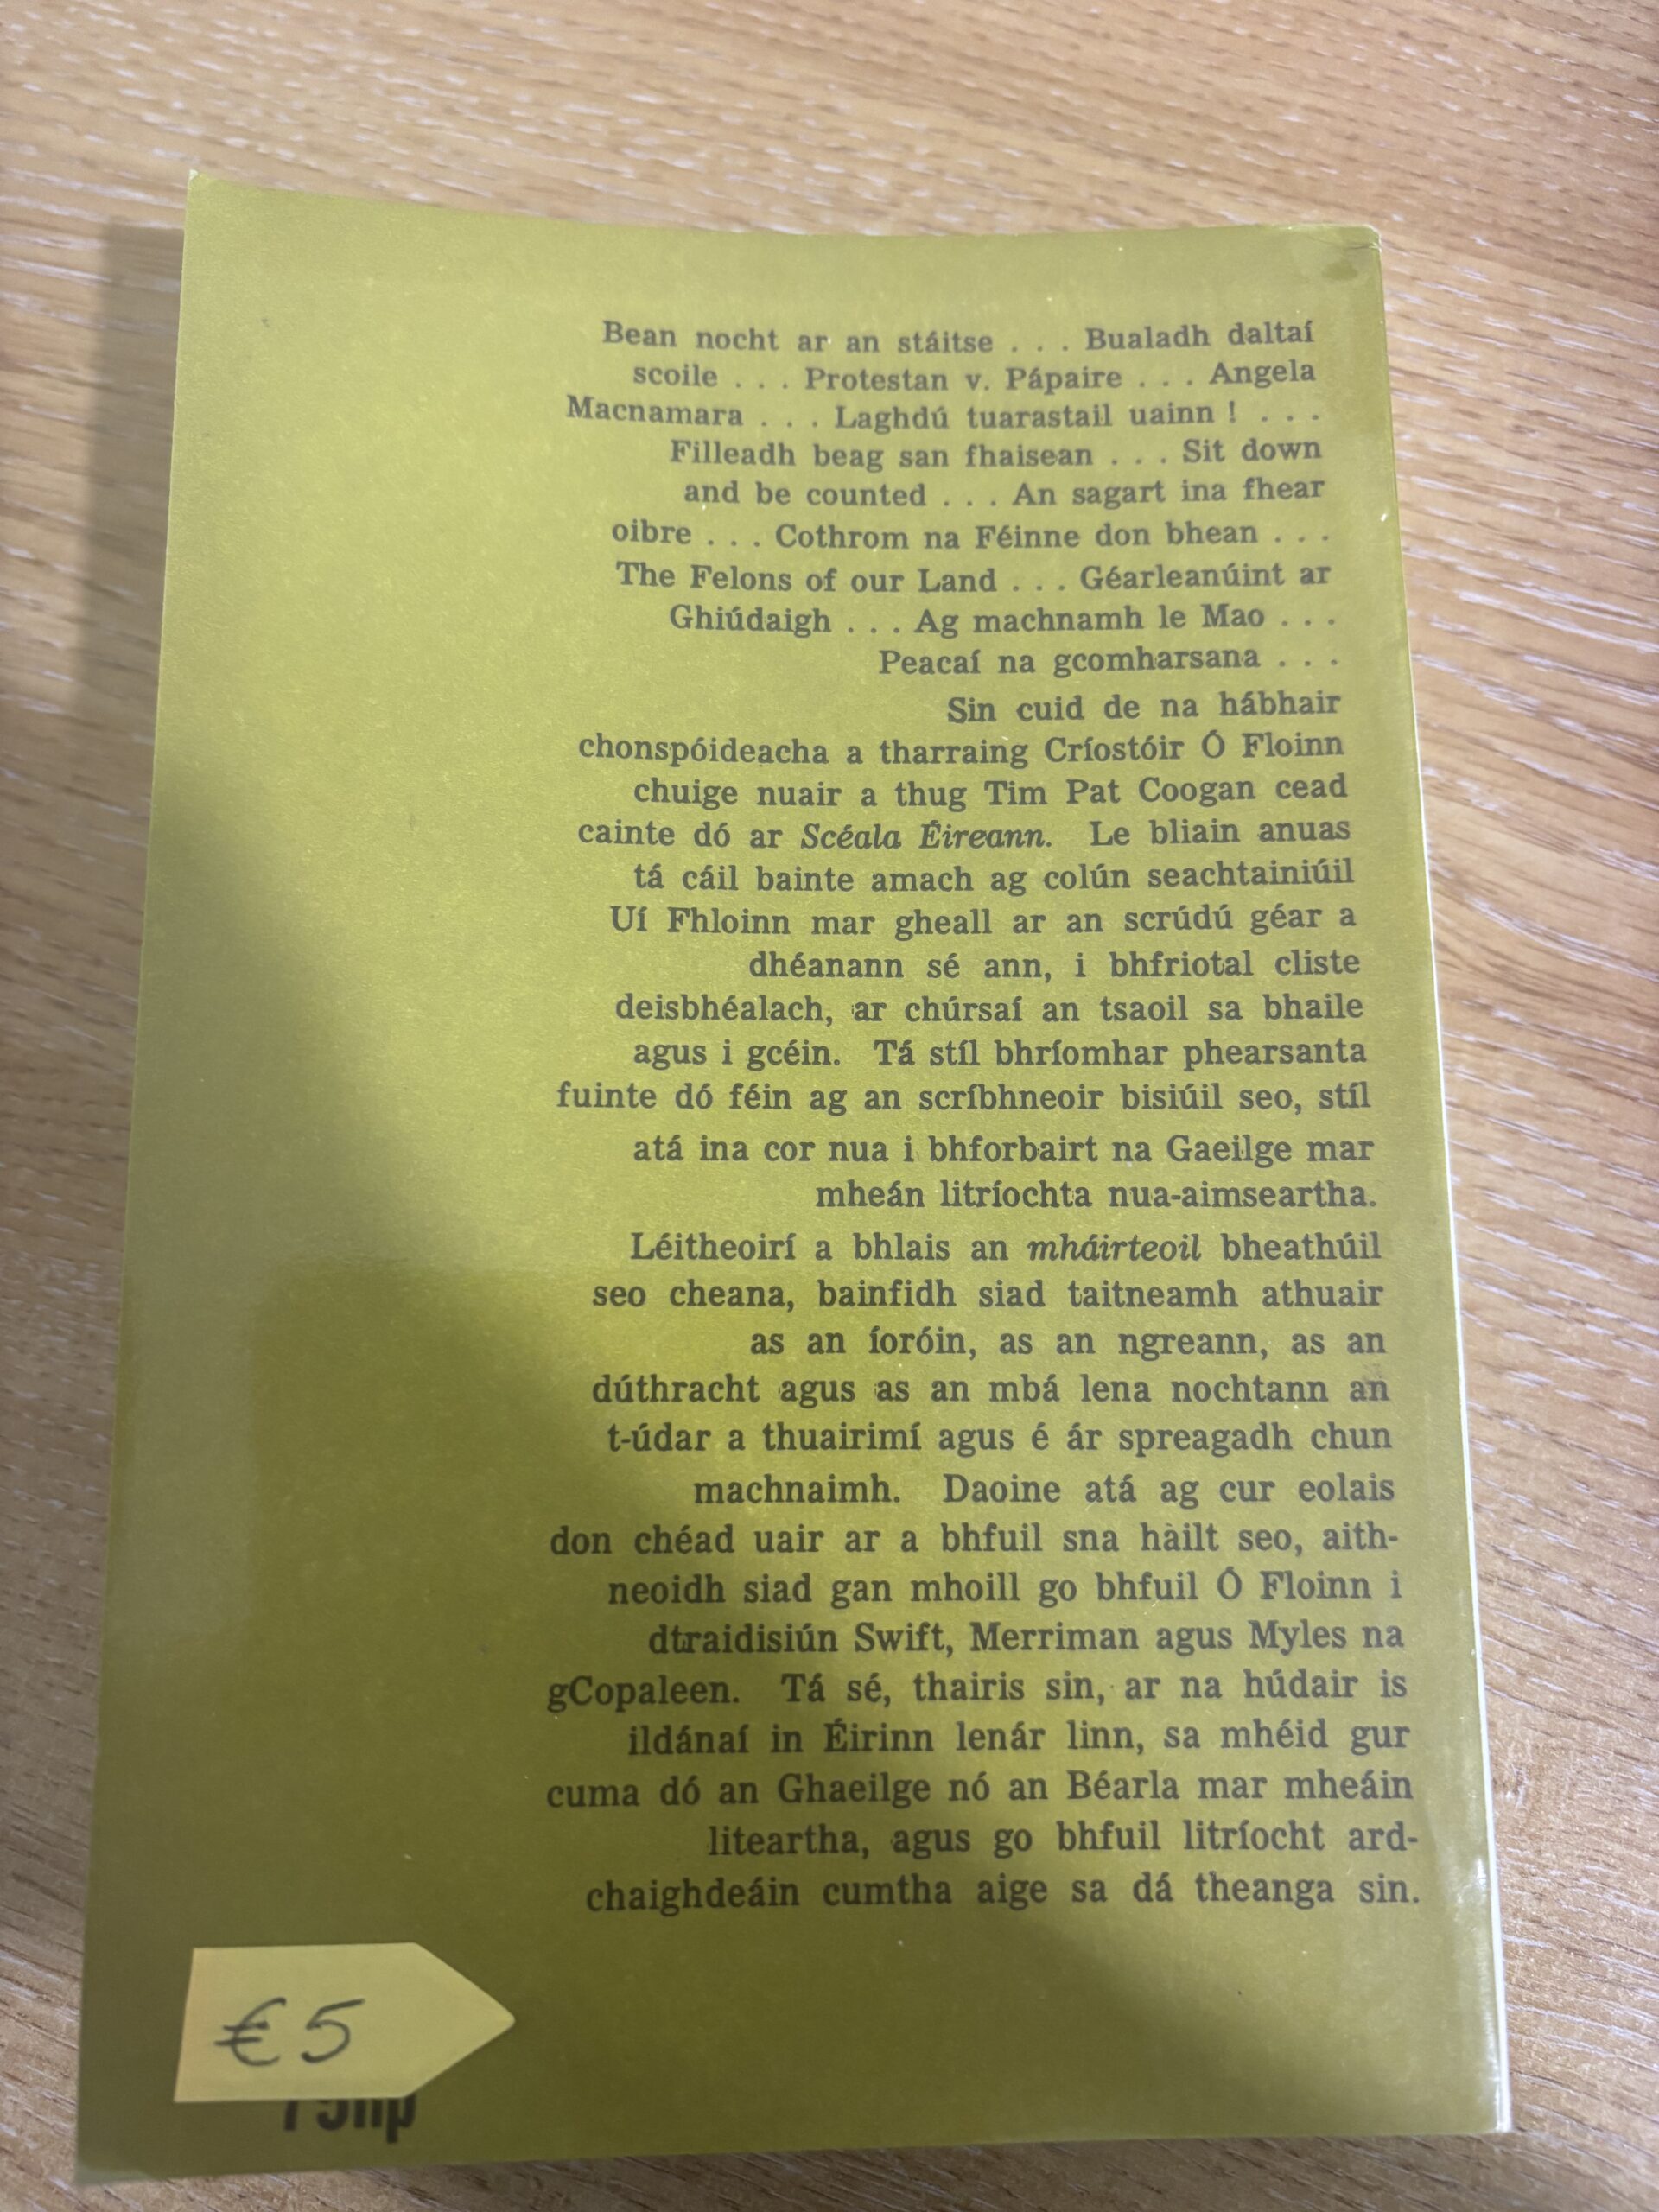 Bean nocht ar an stáitse . . . Bualadh daltaí
scoile . . . Protestan v. Pápaire . . . Angela
Macnamara . . . Laghdú tuarastail uainn ! . . .
Filleadh beag san fhaisean . . . Sit down
and be counted . . . An sagart ina fhear
oibre . . . Cothrom na Féinne don bhean . . .
The Felons of our Land . . . Géarleanúint ar
Ghiúdaigh . . . Ag machnamh le Mao . . .
Peacaí na gcomharsana . . .
Sin cuid de na hábhair
chonspóideacha a tharraing Críostóir Ó Floinn
chuige nuair a thug Tim Pat Coogan cead
cainte dó ar Scéala Éireann. Le bliain anuas
tá cáil bainte amach ag colún seachtainiúil
Uí Fhloinn mar gheall ar an scrúdú géar a
dhéanann sé ann, i bhfriotal cliste
deisbhéalach, ar chúrsaí an tsaoil sa bhaile
agus i gcéin. Tá stíl bhríomhar phearsanta
fuinte dó féin ag an scríbhneoir bisiúil seo, stíl
atá ina cor nua i bhforbairt na Gaeilge mar
mheán litríochta nua-aimseartha.
Léitheoirí a bhlais an mháirteoil bheathúil
seo cheana, bainfidh siad taitneamh athuair
as an íoróin, as an ngreann, as an
dúthracht agus as an mbá lena nochtann an
t-údar a thuairimí agus é ár spreagadh chun
machnaimh. Daoine atá ag cur eolais
don chéad uair ar a bhfuil sna hailt seo, aith-
neoidh siad gan mhoill go bhfuil Ó Floinn i
dtraidisiún Swift, Merriman agus Myles na
gCopaleen. Tá sé, thairis sin, ar na húdair is
ildánaí in Éirinn lenár linn, sa mhéid gur
cuma dó an Ghaeilge nó an Béarla mar mheáin
liteartha, agus go bhfuil litríocht ard-
chaighdeáin cumtha aige sa dá theanga sin.
€5